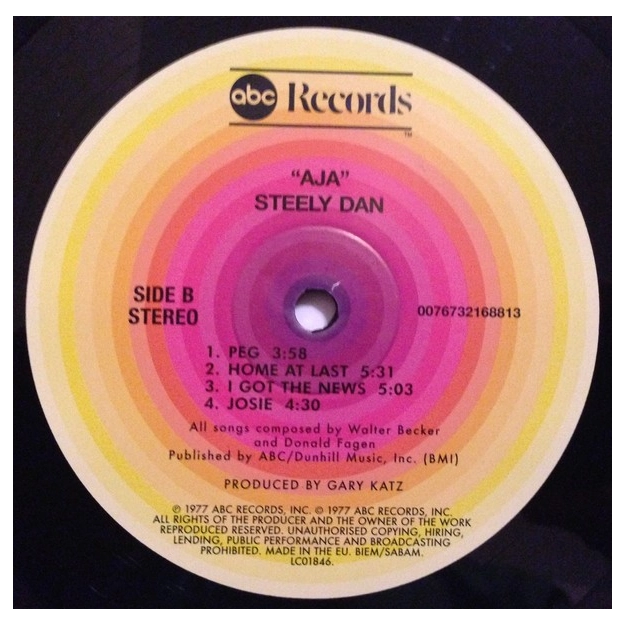 abc Records
TM
"AJA"
STEELY DAN
SIDE B
STEREO
0076732168813
1. PEG 3:58
2. HOME AT LAST 5:31
3. I GOT THE NEWS 5:03
4. JOSIE 4:30
All songs composed by Walter Becker
and Donald Fagen
Published by ABC/Dunhill Music, Inc. (BMI)
PRODUCED BY GARY KATZ
℗ 1977 ABC RECORDS, INC. © 1977 ABC RECORDS, INC.
ALL RIGHTS OF THE PRODUCER AND THE OWNER OF THE WORK
REPRODUCED RESERVED. UNAUTHORISED COPYING, HIRING,
LENDING, PUBLIC PERFORMANCE AND BROADCASTING
PROHIBITED. MADE IN THE EU. BIEM/SABAM.
LC01846.